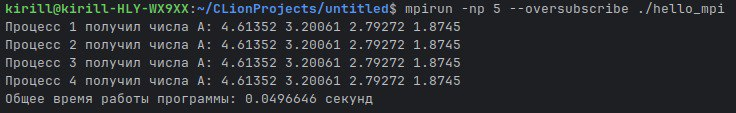 kirill@kirill-HLY-WX9XX:~/CLionProjects/untitled$ mpirun -np 5 --oversubscribe ./hello_mpi
Процесс 1 получил числа A: 4.61352 3.20061 2.79272 1.8745
Процесс 2 получил числа A: 4.61352 3.20061 2.79272 1.8745
Процесс 3 получил числа A: 4.61352 3.20061 2.79272 1.8745
Процесс 4 получил числа A: 4.61352 3.20061 2.79272 1.8745
Общее время работы программы: 0.0496646 секунд